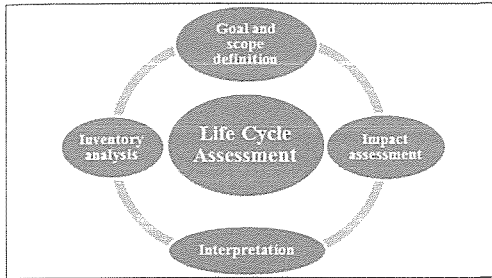 Goal and
scope
definition
Inventory
analysis
Life Cycle
Assessment
Impact
assessment
Interpretation